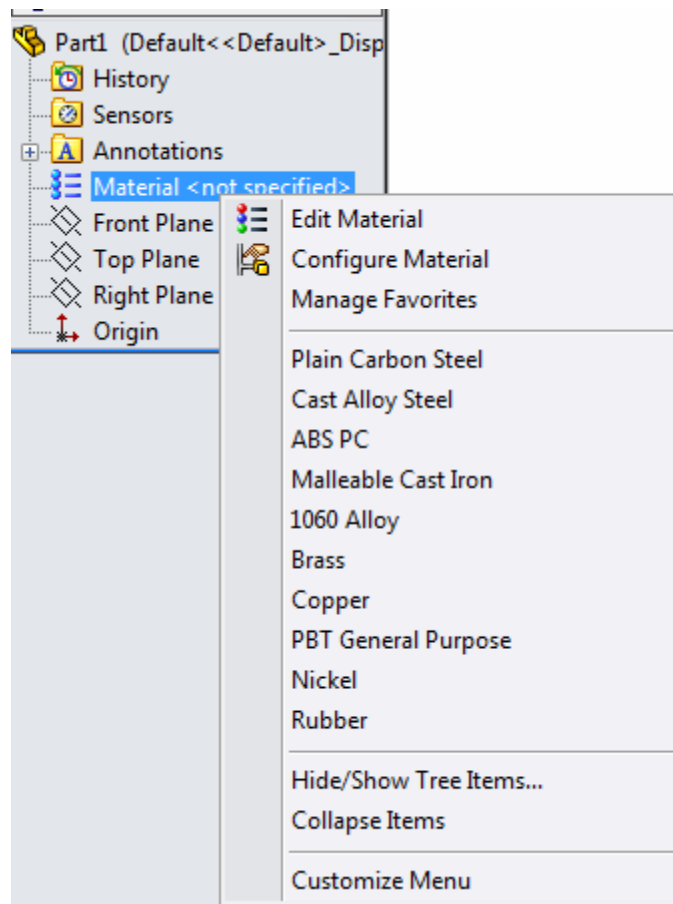 Part1 (Default<<Default>_Disp
History
Sensors
Annotations
Material <not specified>
Front Plane
Top Plane
Right Plane
Origin
Edit Material
Configure Material
Manage Favorites
Plain Carbon Steel
Cast Alloy Steel
ABS PC
Malleable Cast Iron
1060 Alloy
Brass
Copper
PBT General Purpose
Nickel
Rubber
Hide/Show Tree Items...
Collapse Items
Customize Menu